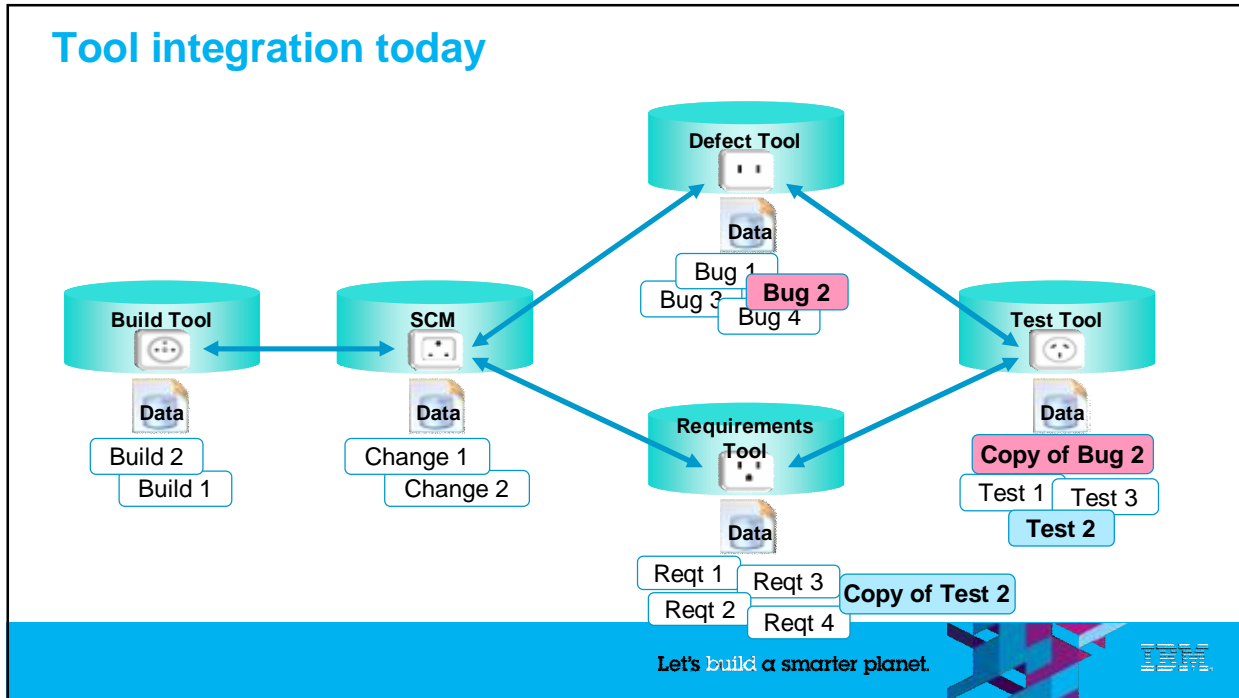 Tool integration today
Defect Tool
Data
Bug 1
Bug 3
Bug 2
Bug 4
Build Tool
Data
Build 2
Build 1
SCM
Data
Change 1
Change 2
Requirements
Tool
Data
Reqt 1
Reqt 3
Reqt 2
Reqt 4
Copy of Test 2
Test Tool
Data
Copy of Bug 2
Test 1
Test 3
Test 2
Let's build a smarter planet.
IBM.